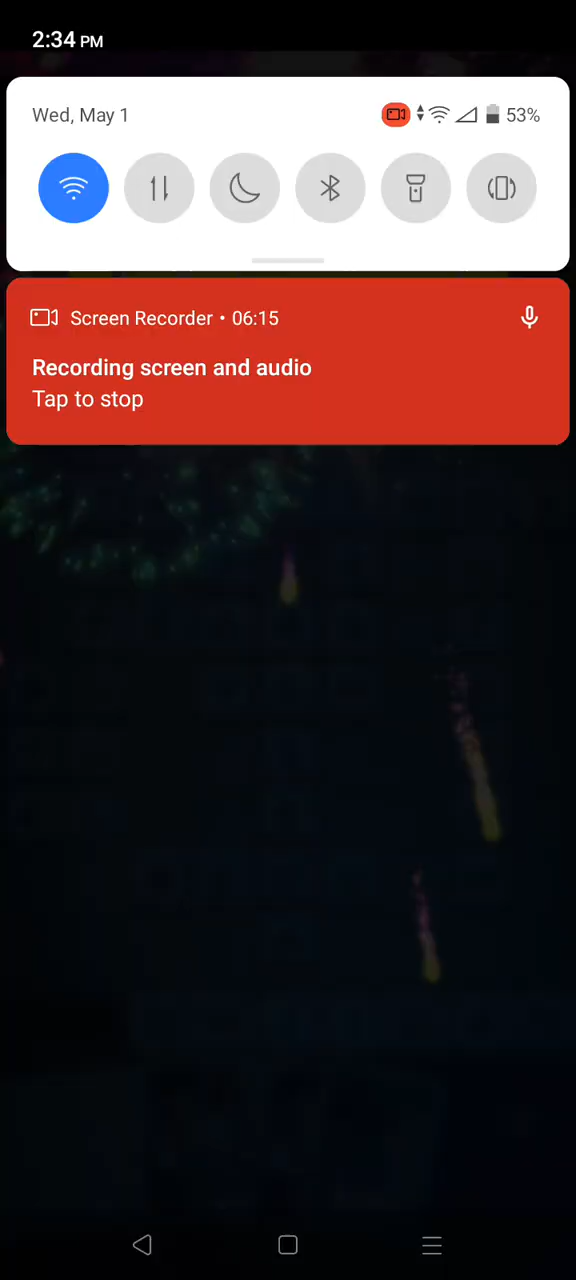 2:34 PM
Wed, May 1
53%
Screen Recorder • 06:15
Recording screen and audio
Tap to stop